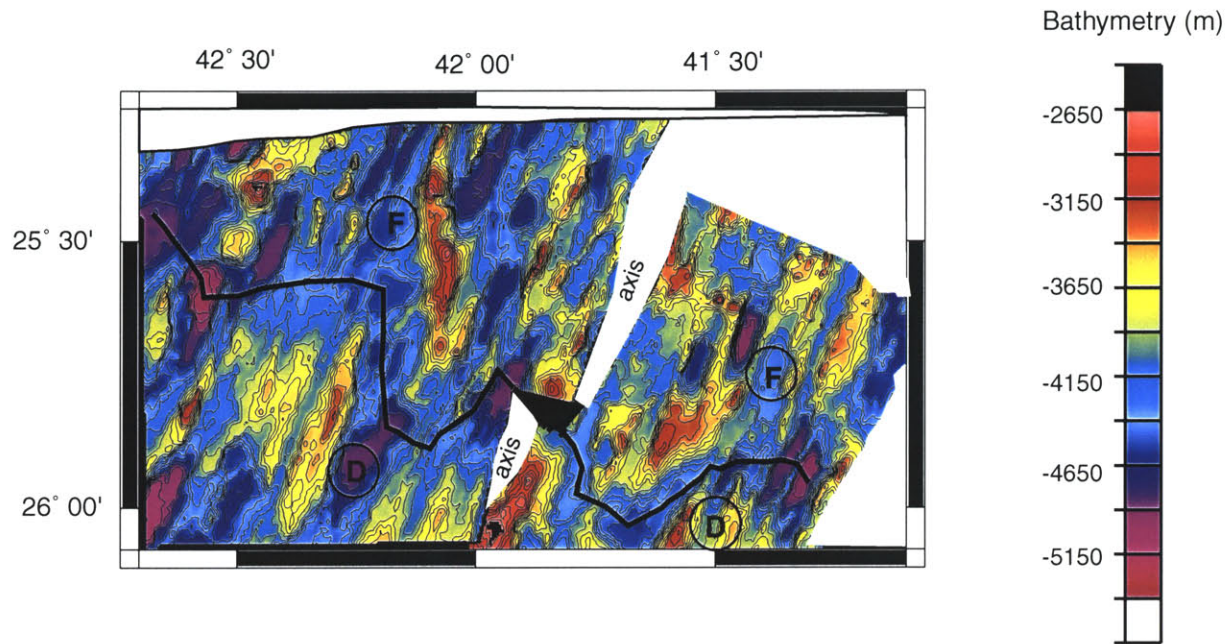 Bathymetry (m)
42° 30' 42° 00' 41° 30'
-2650
-3150
F
25° 30'
axis
-3650
F
-4150
axis
D
-4650
26° 00'
D
-5150